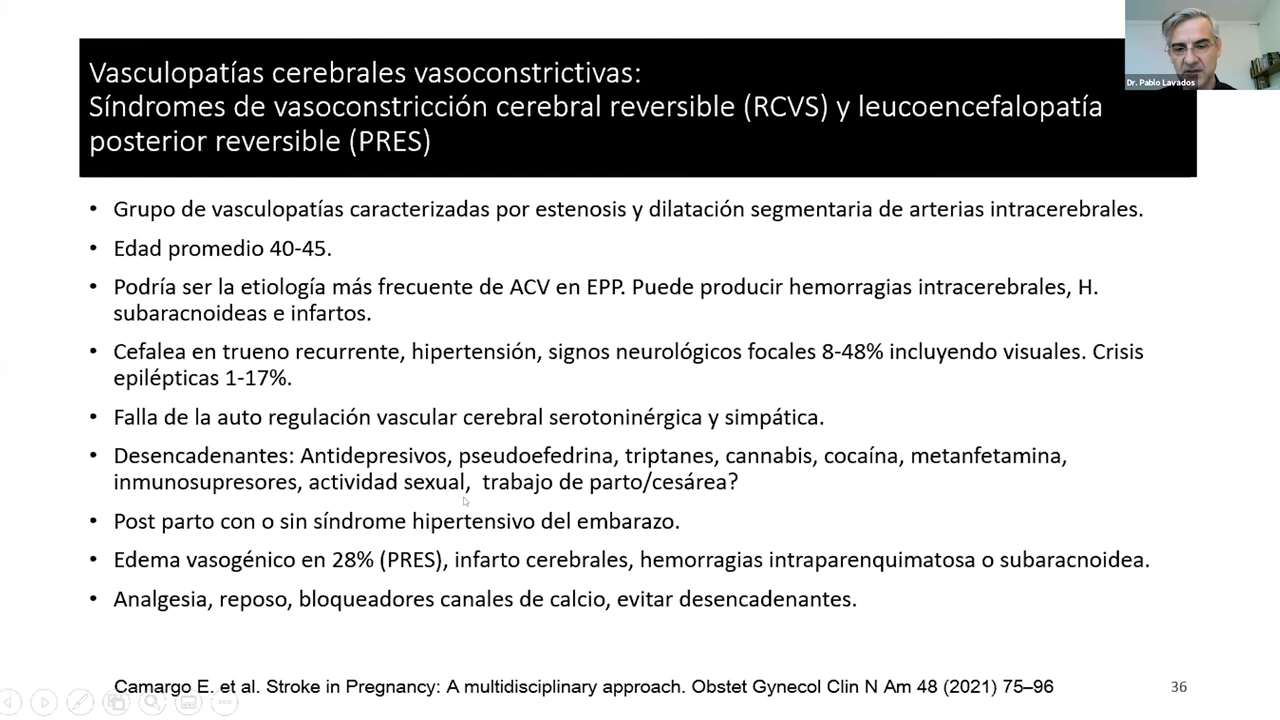 Dr. Pablo Lavados
Vasculopatías cerebrales vasoconstrictivas:
Síndromes de vasoconstricción cerebral reversible (RCVS) y leucoencefalopatía
posterior reversible (PRES)
• Grupo de vasculopatías caracterizadas por estenosis y dilatación segmentaria de arterias intracerebrales.
• Edad promedio 40-45.
• Podría ser la etiología más frecuente de ACV en EPP. Puede producir hemorragias intracerebrales, H.
subaracnoideas e infartos.
• Cefalea en trueno recurrente, hipertensión, signos neurológicos focales 8-48% incluyendo visuales. Crisis
epilépticas 1-17%.
• Falla de la auto regulación vascular cerebral serotoninérgica y simpática.
• Desencadenantes: Antidepresivos, pseudoefedrina, triptanes, cannabis, cocaína, metanfetamina,
inmunosupresores, actividad sexual, trabajo de parto/cesárea?
• Post parto con o sin síndrome hipertensivo del embarazo.
• Edema vasogénico en 28% (PRES), infarto cerebrales, hemorragias intraparenquimatosa o subaracnoidea.
• Analgesia, reposo, bloqueadores canales de calcio, evitar desencadenantes.
Camargo E. et al. Stroke in Pregnancy: A multidisciplinary approach. Obstet Gynecol Clin N Am 48 (2021) 75–96
36